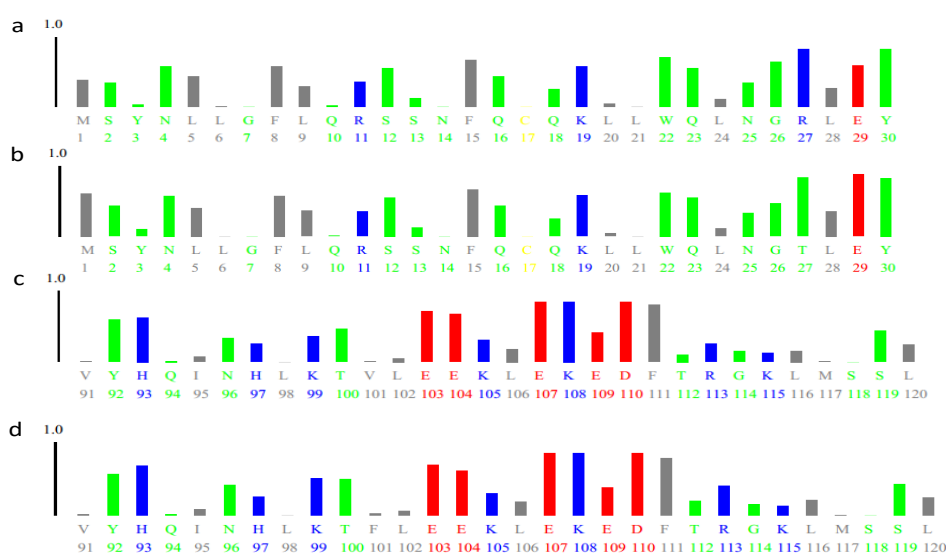 a
1.0
M S Y N L L G F L Q R S S N F Q C Q K L L W Q L N G R L E Y
1 2 3 4 5 6 7 8 9 10 11 12 13 14 15 16 17 18 19 20 21 22 23 24 25 26 27 28 29 30
b
1.0
M S Y N L L G F L Q R S S N F Q C Q K L L W Q L N G T L E Y
1 2 3 4 5 6 7 8 9 10 11 12 13 14 15 16 17 18 19 20 21 22 23 24 25 26 27 28 29 30
c
1.0
V Y H Q I N H L K T V L E E K L E K E D F T R G K L M S S L
91 92 93 94 95 96 97 98 99 100 101 102 103 104 105 106 107 108 109 110 111 112 113 114 115 116 117 118 119 120
d
1.0
V Y H Q I N H L K T F L E E K L E K E D F T R G K L M S S L
91 92 93 94 95 96 97 98 99 100 101 102 103 104 105 106 107 108 109 110 111 112 113 114 115 116 117 118 119 120